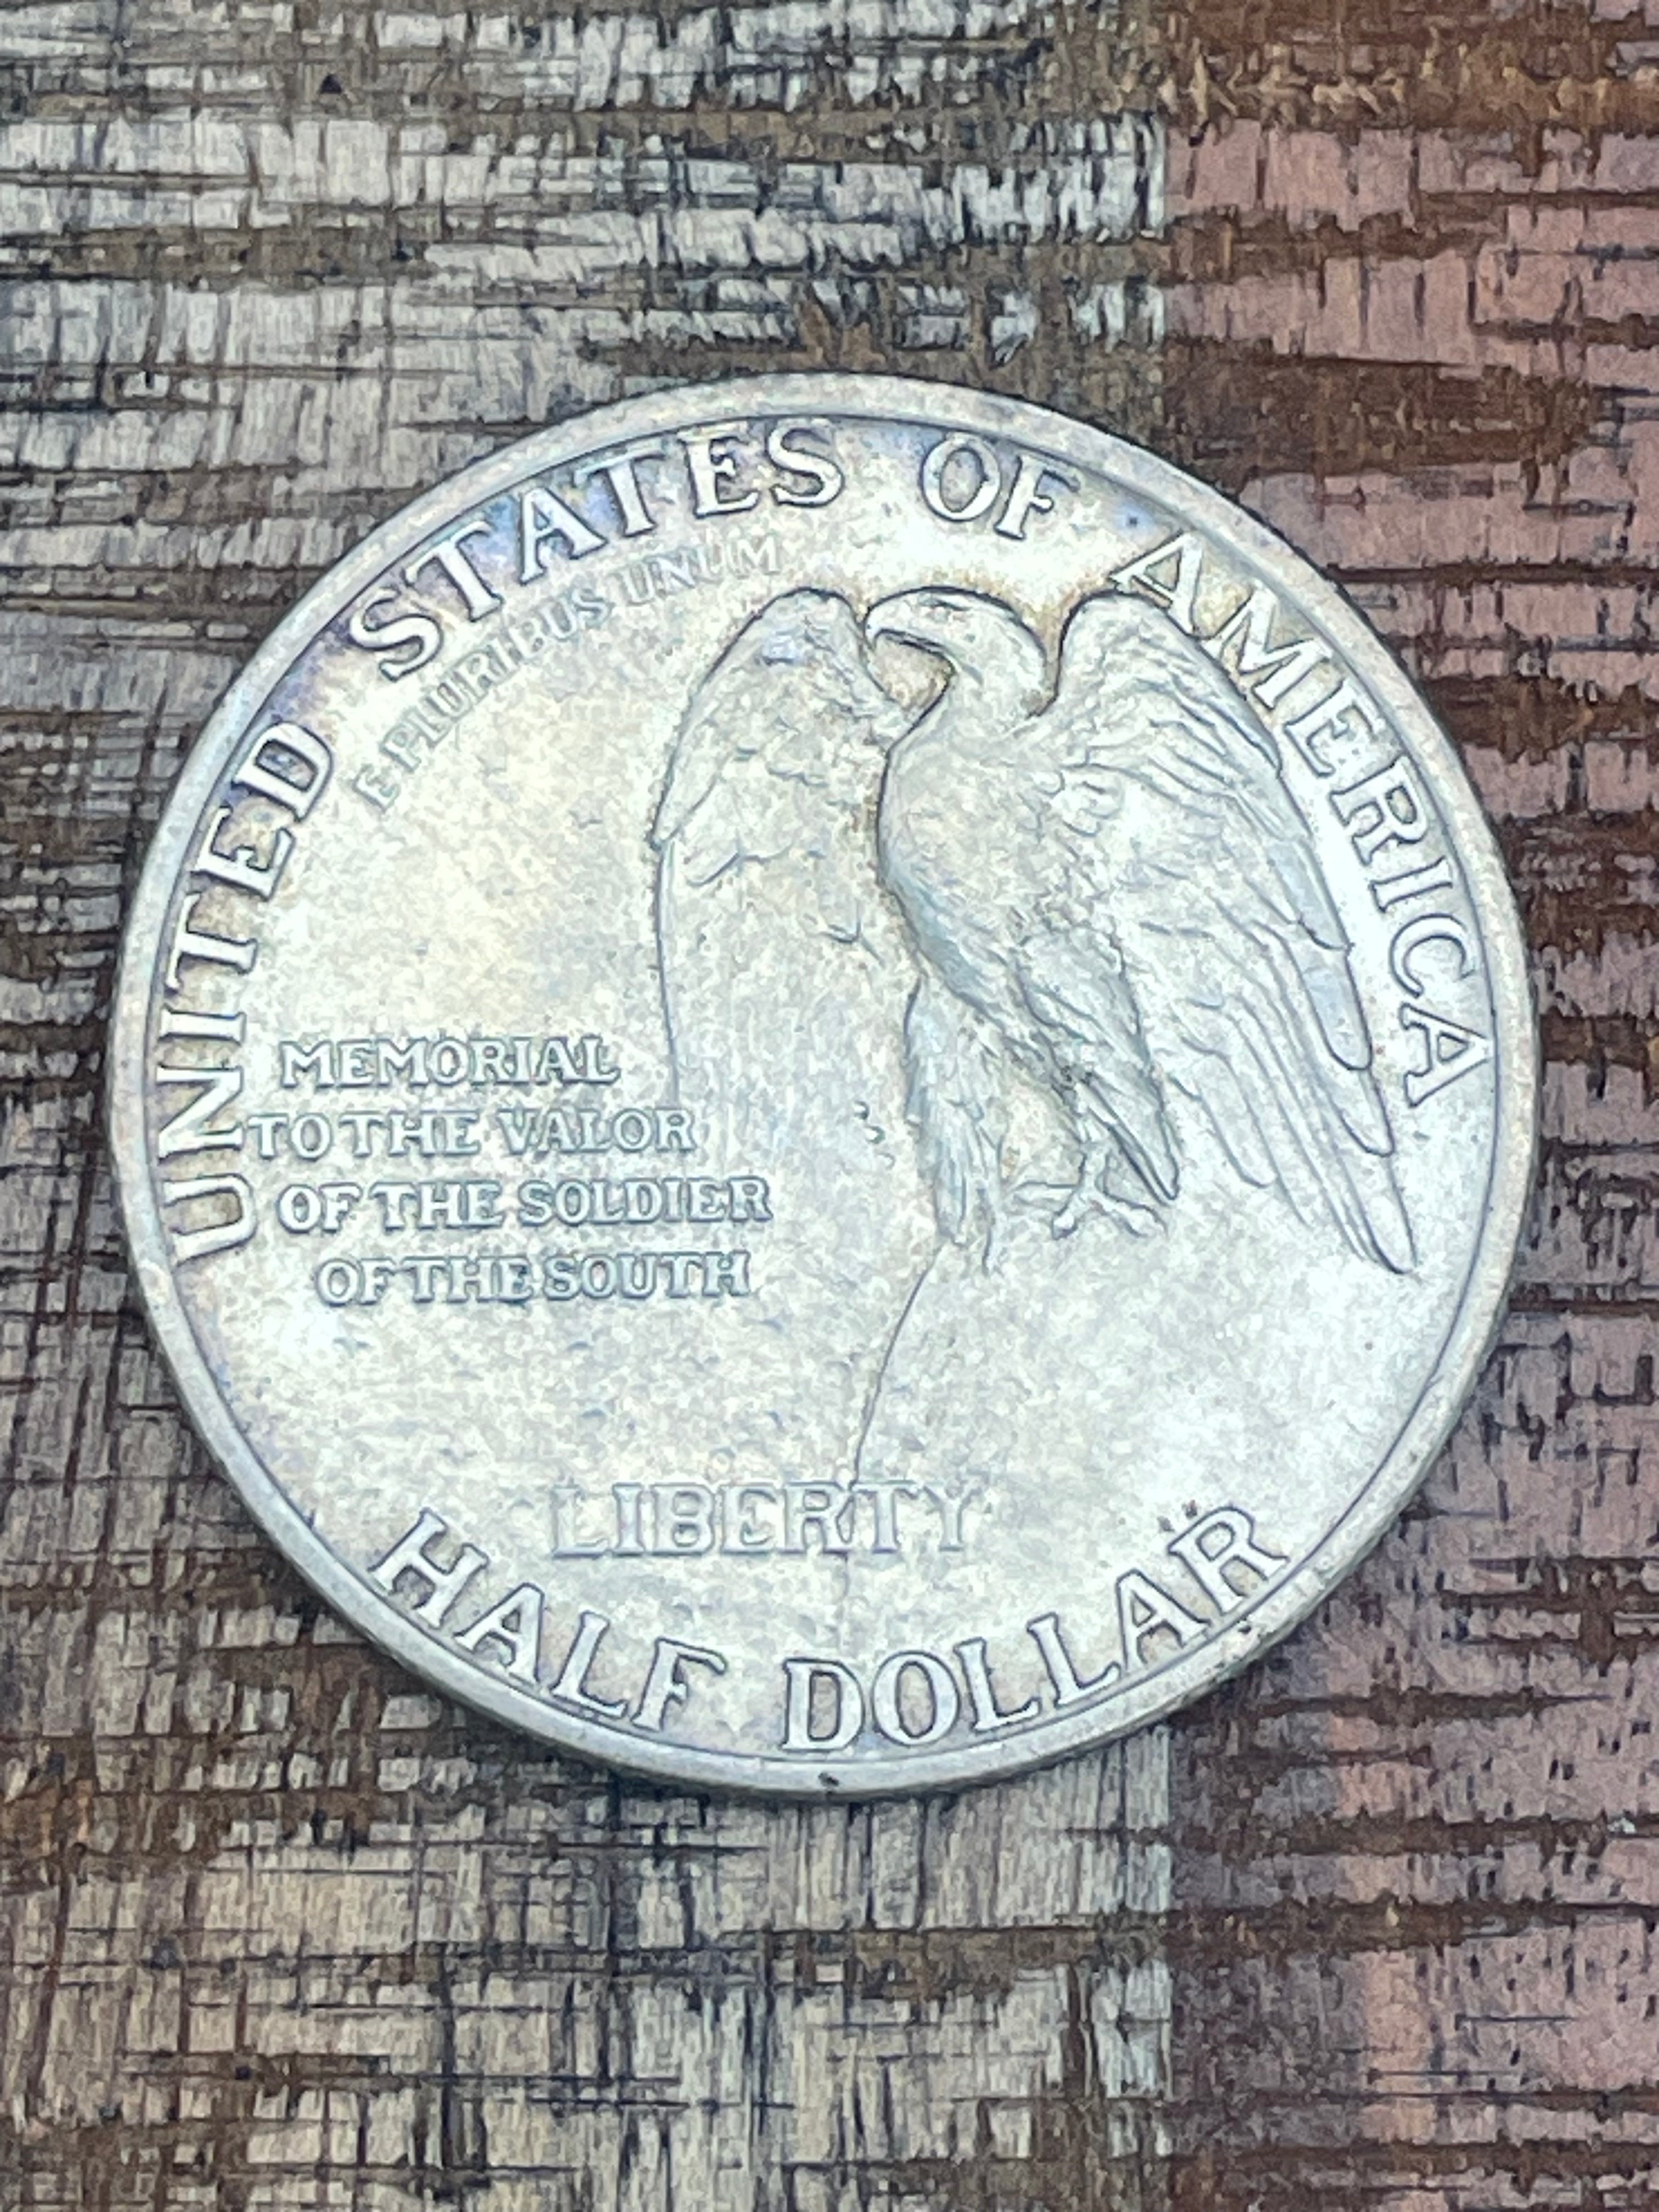 UNITED STATES OF AMERICA
E PLURIBUS UNUM
MEMORIAL
TO THE VALOR
OF THE SOLDIER
OF THE SOUTH
LIBERTY
HALF DOLLAR